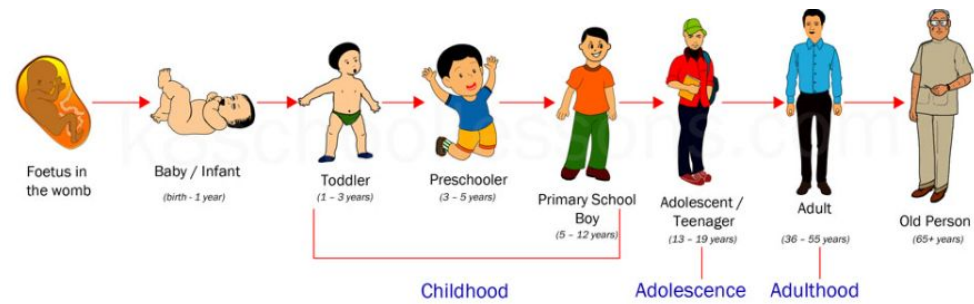 Foetus in
the womb
Baby / Infant
(birth - 1 year)
Toddler
(1 – 3 years)
Preschooler
(3 – 5 years)
Primary School
Boy
(5 – 12 years)
Adolescent /
Teenager
(13 – 19 years)
Adult
(36 – 55 years)
Old Person
(65+ years)
Childhood
Adolescence
Adulthood